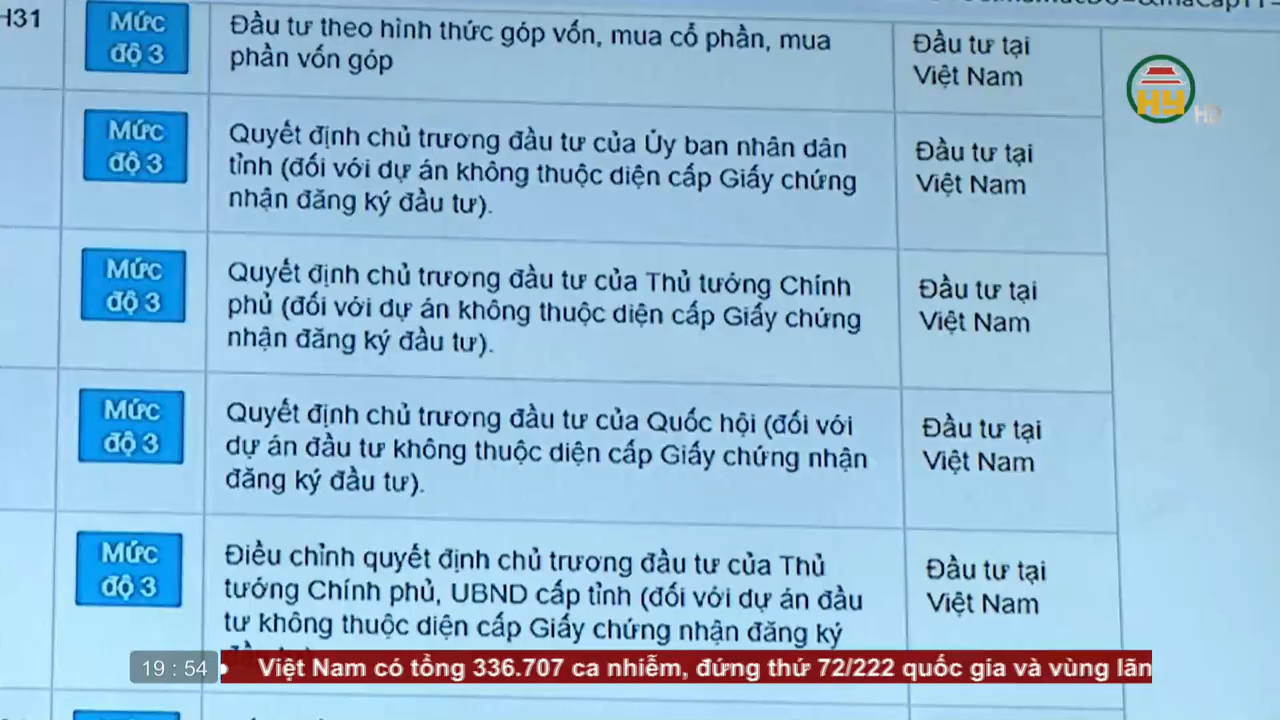 H31
Mức
độ 3
Đầu tư theo hình thức góp vốn, mua cổ phần, mua
phần vốn góp
Đầu tư tại
Việt Nam
HY
HD
Mức
độ 3
Quyết định chủ trương đầu tư của Ủy ban nhân dân
tỉnh (đối với dự án không thuộc diện cấp Giấy chứng
nhận đăng ký đầu tư).
Đầu tư tại
Việt Nam
Mức
độ 3
Quyết định chủ trương đầu tư của Thủ tướng Chính
phủ (đối với dự án không thuộc diện cấp Giấy chứng
nhận đăng ký đầu tư).
Đầu tư tại
Việt Nam
Mức
độ 3
Quyết định chủ trương đầu tư của Quốc hội (đối với
dự án đầu tư không thuộc diện cấp Giấy chứng nhận
đăng ký đầu tư).
Đầu tư tại
Việt Nam
Mức
độ 3
Điều chỉnh quyết định chủ trương đầu tư của Thủ
tướng Chính phủ, UBND cấp tỉnh (đối với dự án đầu
tư không thuộc diện cấp Giấy chứng nhận đăng ký
Đầu tư tại
Việt Nam
19 : 54
Việt Nam có tổng 336.707 ca nhiễm, đứng thứ 72/222 quốc gia và vùng lãn